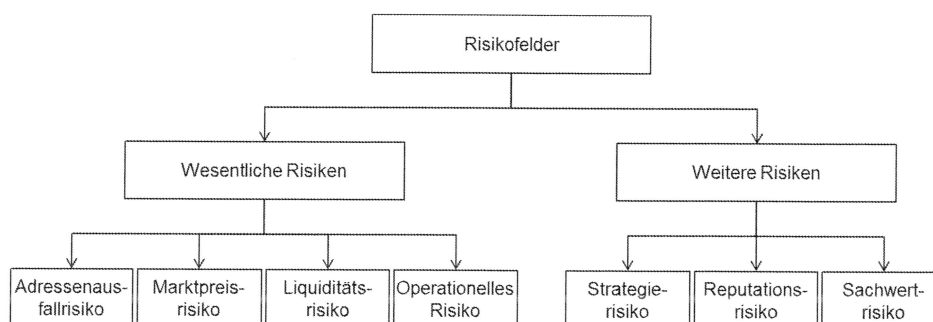 Risikofelder
Wesentliche Risiken
Weitere Risiken
Adressenaus-
fallrisiko
Marktpreis-
risiko
Liquiditäts-
risiko
Operationelles
Risiko
Strategie-
risiko
Reputations-
risiko
Sachwert-
risiko